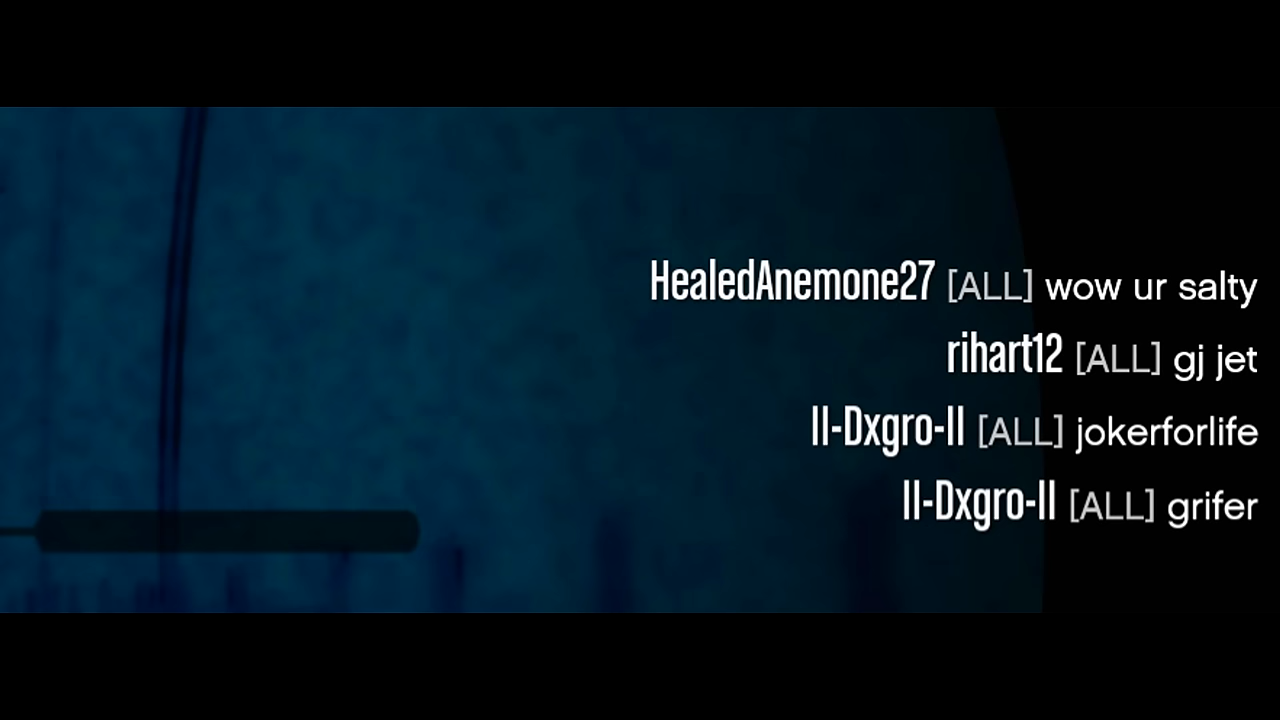 HealedAnemone27 [ALL] wow ur salty
rihart12 [ALL] gj jet
II-Dxgro-II [ALL] jokerforlife
II-Dxgro-II [ALL] grifer